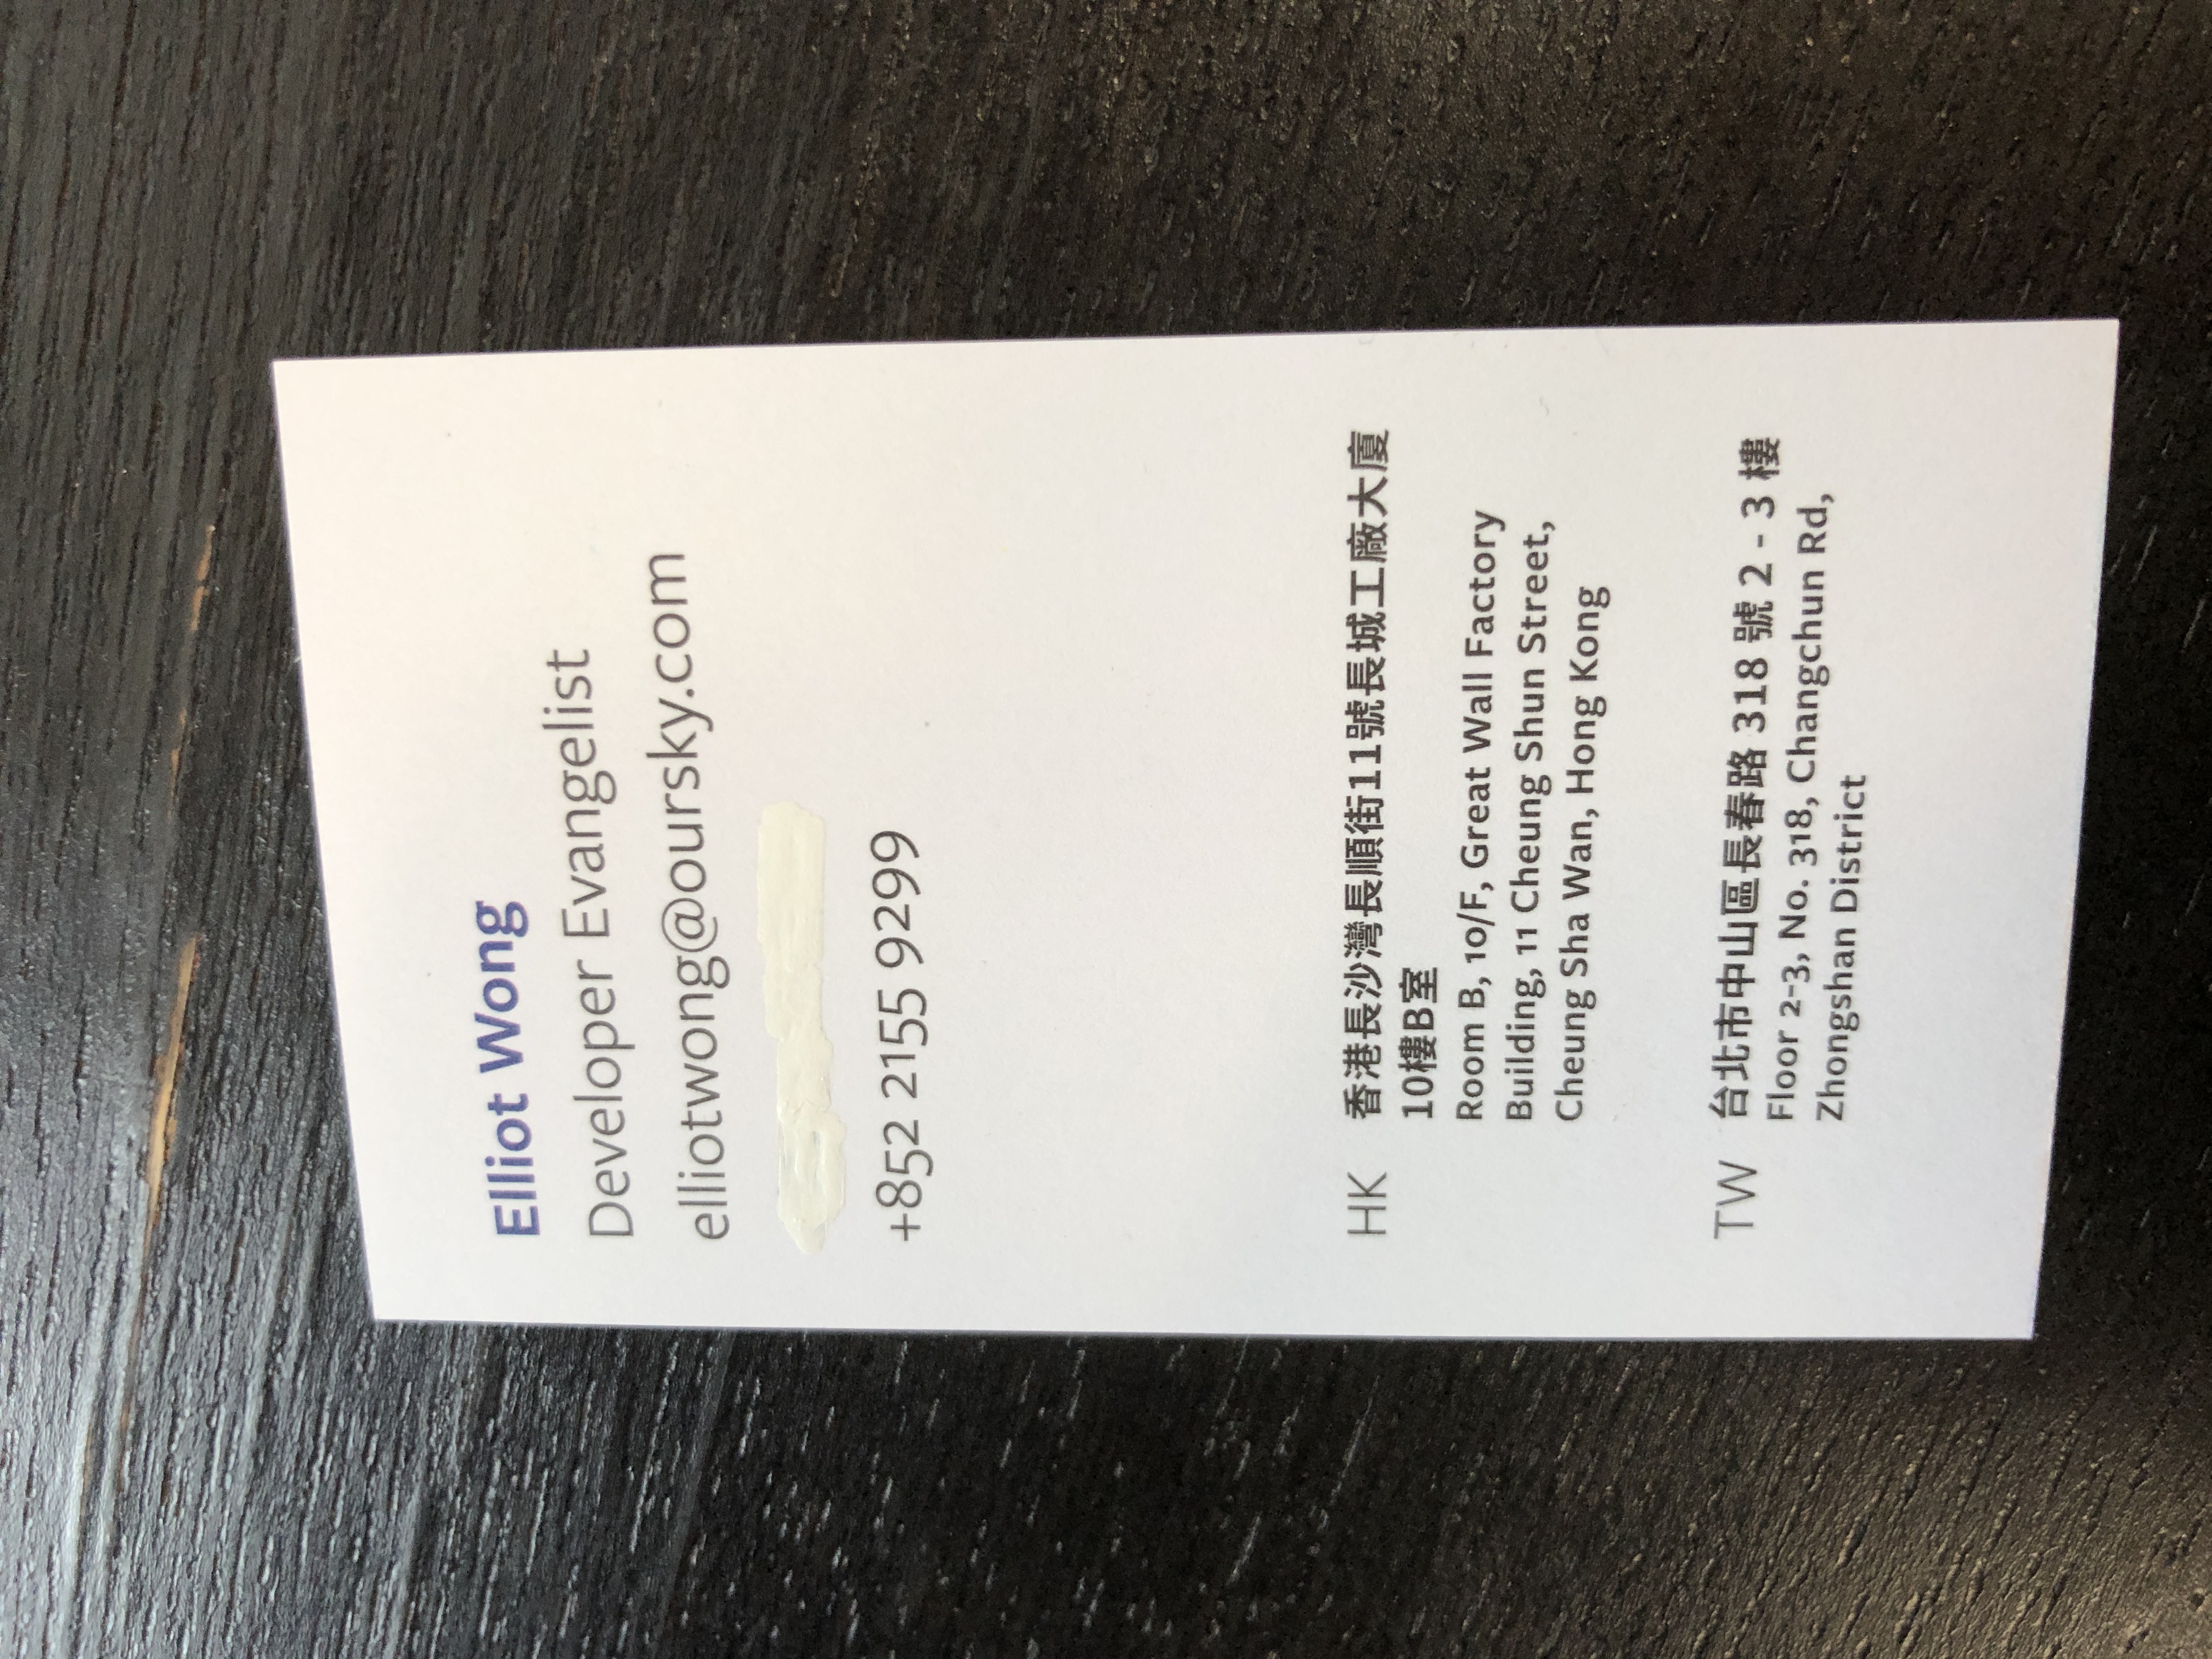 Elliot Wong
Developer Evangelist
elliotwong@oursky.com
+852 2155 9299
HK
香港長沙灣長順街11號長城工廠大廈
10樓B室
Room B, 10/F, Great Wall Factory
Building, 11 Cheung Shun Street,
Cheung Sha Wan, Hong Kong
TW
台北市中山區長春路 318 號 2 - 3 樓
Floor 2-3, No. 318, Changchun Rd,
Zhongshan District